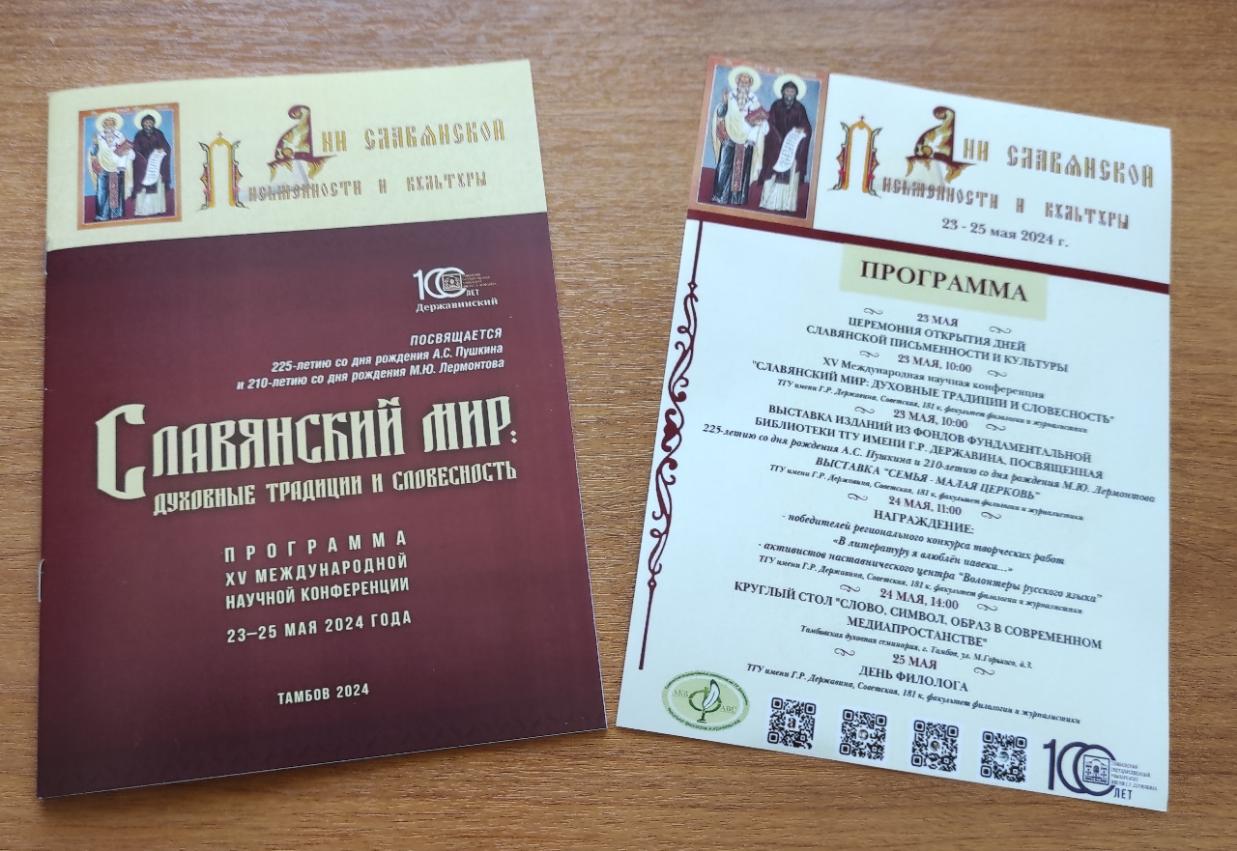 Дни славянской
письменности и культуры
100 ЛЕТ
Державинский
ПОСВЯЩАЕТСЯ
225-летию со дня рождения А.С. Пушкина
и 210-летию со дня рождения М.Ю. Лермонтова
Славянский мир:
духовные традиции и словесность
ПРОГРАММА
XV МЕЖДУНАРОДНОЙ
НАУЧНОЙ КОНФЕРЕНЦИИ
23–25 МАЯ 2024 ГОДА
ТАМБОВ 2024
Дни славянской
письменности и культуры
23 - 25 мая 2024 г.
ПРОГРАММА
23 МАЯ
ЦЕРЕМОНИЯ ОТКРЫТИЯ ДНЕЙ
СЛАВЯНСКОЙ ПИСЬМЕННОСТИ И КУЛЬТУРЫ
23 МАЯ, 10:00
XV Международная научная конференция
"СЛАВЯНСКИЙ МИР: ДУХОВНЫЕ ТРАДИЦИИ И СЛОВЕСНОСТЬ"
ТГУ имени Г.Р. Державина, Советская, 181 к, факультет филологии и журналистики
23 МАЯ, 10:00
ВЫСТАВКА ИЗДАНИЙ ИЗ ФОНДОВ ФУНДАМЕНТАЛЬНОЙ
БИБЛИОТЕКИ ТГУ ИМЕНИ Г.Р. ДЕРЖАВИНА, ПОСВЯЩЕННАЯ
225-летию со дня рождения А.С. Пушкина и 210-летию со дня рождения М.Ю. Лермонтова
ВЫСТАВКА "СЕМЬЯ - МАЛАЯ ЦЕРКОВЬ"
ТГУ имени Г.Р. Державина, Советская, 181 к, факультет филологии и журналистики
24 МАЯ, 11:00
НАГРАЖДЕНИЕ:
- победителей регионального конкурса творческих работ
«В литературу я влюблён навеки...»
- активистов наставнического центра "Волонтеры русского языка"
ТГУ имени Г.Р. Державина, Советская, 181 к, факультет филологии и журналистики
24 МАЯ, 14:00
КРУГЛЫЙ СТОЛ "СЛОВО, СИМВОЛ, ОБРАЗ В СОВРЕМЕННОМ
МЕДИАПРОСТАНСТВЕ"
Тамбовская духовная семинария, г. Тамбов, ул. М.Горького, д.3.
25 МАЯ
ДЕНЬ ФИЛОЛОГА
ТГУ имени Г.Р. Державина, Советская, 181 к, факультет филологии и журналистики
100 ЛЕТ